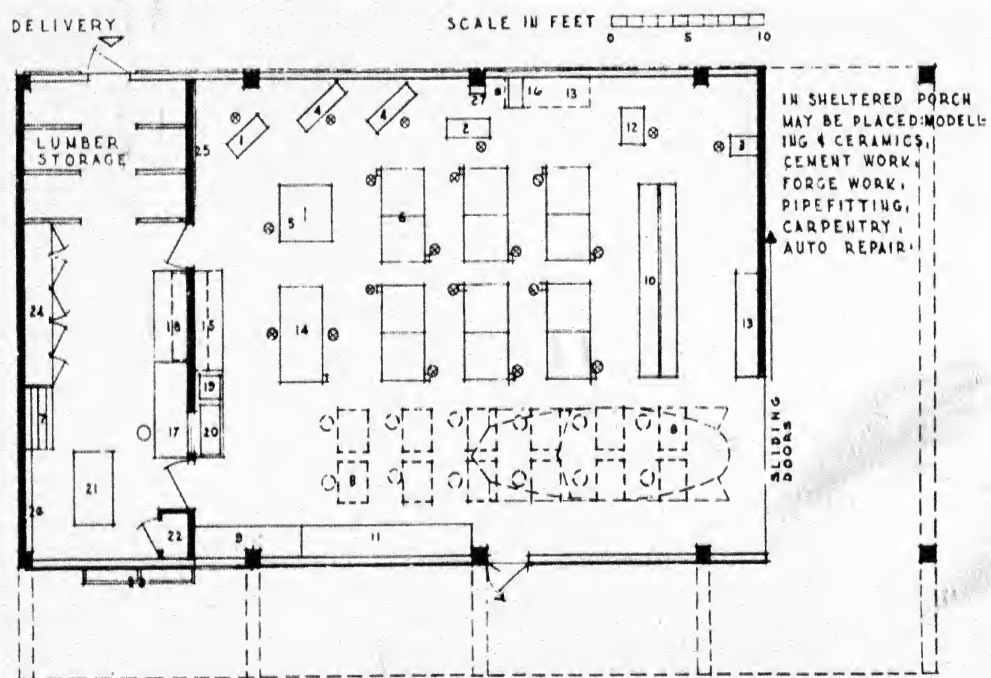 DELIVERY
SCALE IN FEET
0 5 10
IN SHELTERED PORCH
MAY BE PLACED: MODELL-
ING & CERAMICS,
CEMENT WORK,
FORGE WORK,
PIPEFITTING,
CARPENTRY,
AUTO REPAIR
LUMBER
STORAGE
25
1
4
4
27
16
13
2
12
3
5
6
10
24
18
15
14
13
19
7
17
20
8
8
21
26
22
9
11
SLIDING
DOORS